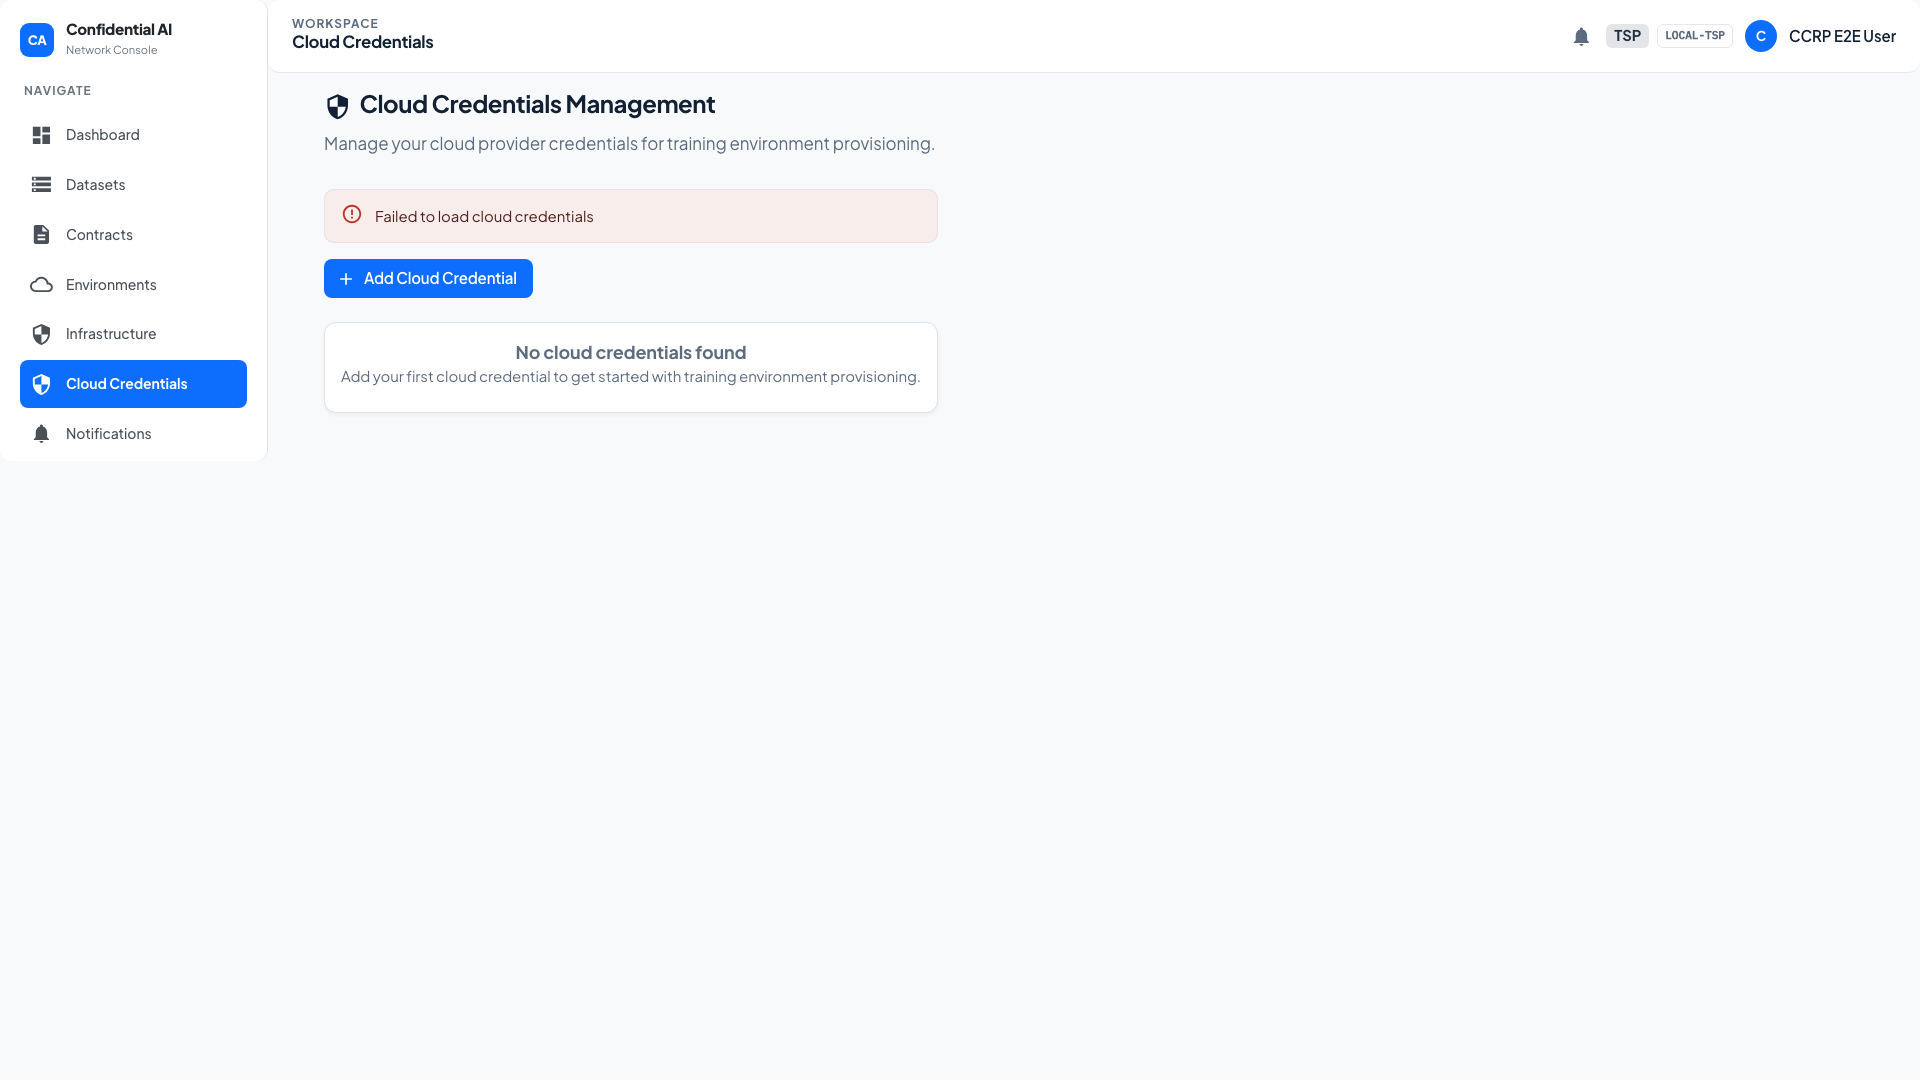 CA
Confidential AI
Network Console
NAVIGATE
Dashboard
Datasets
Contracts
Environments
Infrastructure
Cloud Credentials
Notifications
WORKSPACE
Cloud Credentials
TSP
LOCAL-TSP
C
CCRP E2E User
Cloud Credentials Management
Manage your cloud provider credentials for training environment provisioning.
Failed to load cloud credentials
Add Cloud Credential
No cloud credentials found
Add your first cloud credential to get started with training environment provisioning.